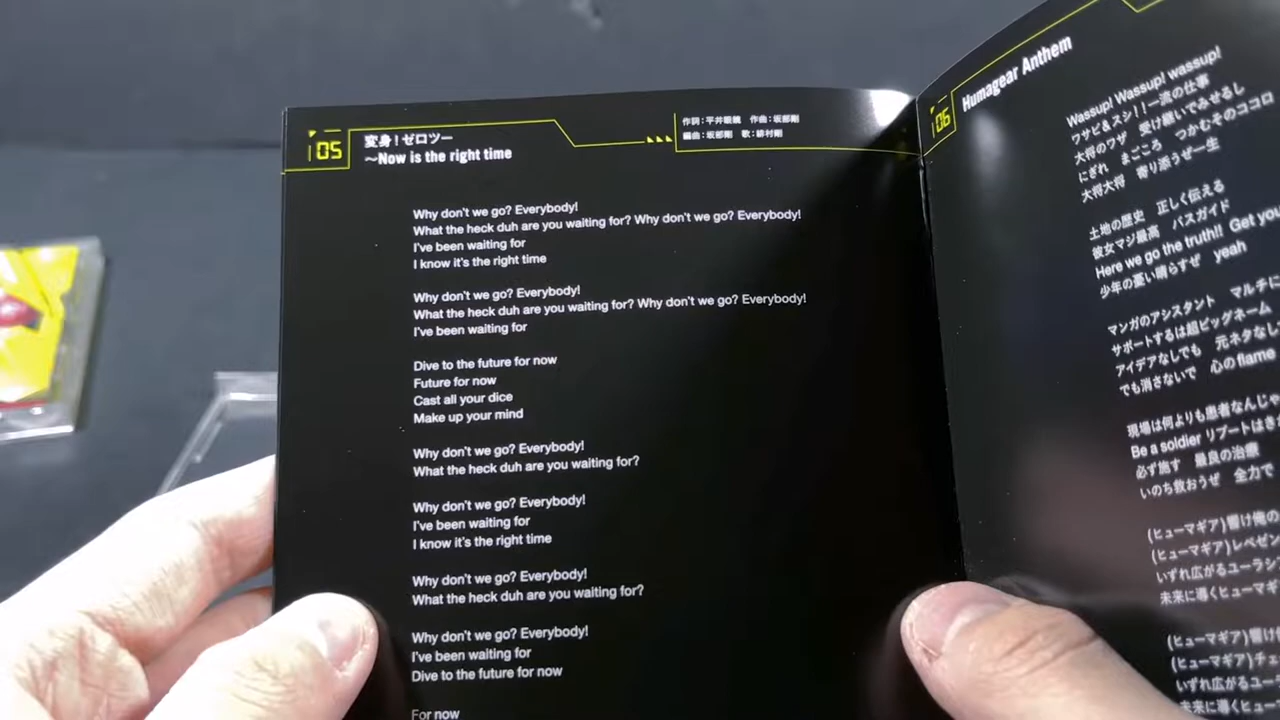 05
変身!ゼロツー
~Now is the right time
作詞:平井眼鏡 作曲:坂部剛
編曲:坂部剛 歌:緋村剛
Why don't we go? Everybody!
What the heck duh are you waiting for? Why don't we go? Everybody!
I've been waiting for
I know it's the right time
Why don't we go? Everybody!
What the heck duh are you waiting for? Why don't we go? Everybody!
I've been waiting for
Dive to the future for now
Future for now
Cast all your dice
Make up your mind
Why don't we go? Everybody!
What the heck duh are you waiting for?
Why don't we go? Everybody!
I've been waiting for
I know it's the right time
Why don't we go? Everybody!
What the heck duh are you waiting for?
Why don't we go? Everybody!
I've been waiting for
Dive to the future for now
For now
06
Humagear Anthem
Wassup! Wassup! wassup!
ワサビ&スシ!!一流の仕事
大将のワザ 受け継いでみせるし
にぎれ まごころ つかむそのココロ
大将大将 寄り添うぜ一生
土地の歴史 正しく伝える
彼女マジ最高 バスガイド
Here we go the truth!! Get you
少年の憂い晴らすぜ yeah
マンガのアシスタント マルチに
サポートするは超ビッグネーム
アイデアなしでも 元ネタなし
でも消さないで 心のflame
現場は何よりも患者なんじゃ
Be a soldier リブートはき
必ず施す 最良の治療
いのち救おうぜ 全力で
(ヒューマギア)響け俺の
(ヒューマギア)レペゼン
いずれ広がるユーラシ
未来に導くヒューマギ
(ヒューマギア)響け
(ヒューマギア)チェ
いずれ広がるユー
未来に導くヒュー